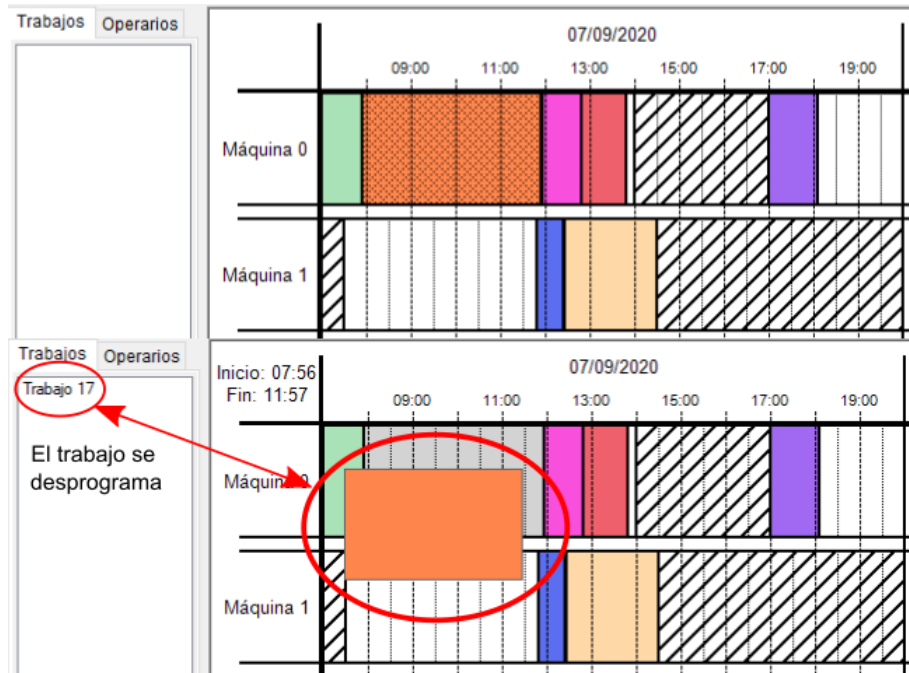 Trabajos Operarios
07/09/2020
09:00 11:00 13:00 15:00 17:00 19:00
Máquina 0
Máquina 1
Trabajos Operarios
07/09/2020
Inicio: 07:56
Fin: 11:57
Trabajo 17
09:00 11:00 13:00 15:00 17:00 19:00
El trabajo se
desprograma
Máquina 0
Máquina 1